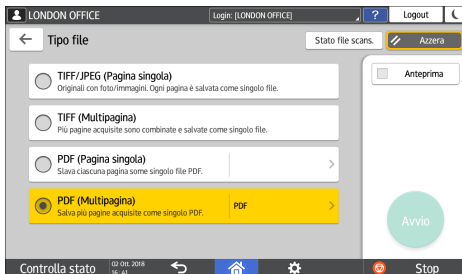 LONDON OFFICE
Login: [LONDON OFFICE]
?
Logout
Tipo file
Stato file scans.
Azzera
TIFF/JPEG (Pagina singola)
Originali con foto/immagini. Ogni pagina è salvata come singolo file.
Anteprima
TIFF (Multipagina)
Più pagine acquisite sono combinate e salvate come singolo file.
PDF (Pagina singola)
Slava ciascuna pagina some singolo file PDF.
PDF (Multipagina)
Salva più pagine acquisite come singolo PDF.
PDF
Avvio
Controlla stato
02 Ott. 2018
16:41
Stop